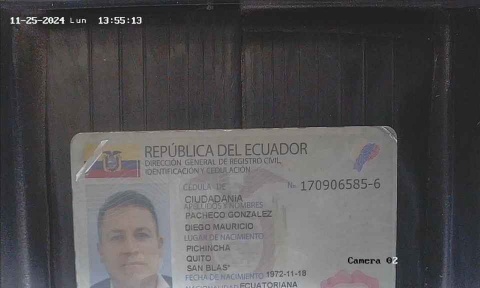 11-25-2024 Lun 13:55:13
REPÚBLICA DEL ECUADOR
DIRECCIÓN GENERAL DE REGISTRO CIVIL,
IDENTIFICACIÓN Y CEDULACIÓN
CÉDULA DE No. 170906585-6
CIUDADANÍA
APELLIDOS Y NOMBRES
PACHECO GONZALEZ
DIEGO MAURICIO
LUGAR DE NACIMIENTO
PICHINCHA
QUITO
SAN BLAS
FECHA DE NACIMIENTO 1972-11-18
NACIONALIDAD ECUATORIANA
Camera 02